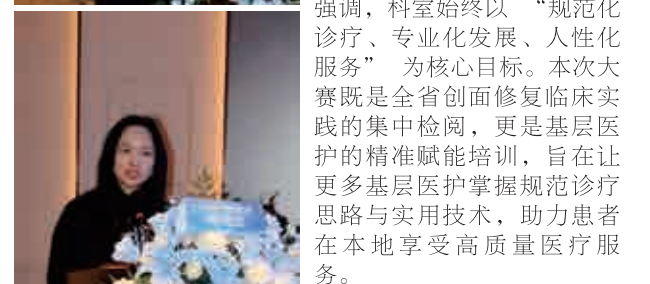 强调，科室始终以 “规范化
诊疗、专业化发展、人性化
服务” 为核心目标。本次大
赛既是全省创面修复临床实
践的集中检阅，更是基层医
护的精准赋能培训，旨在让
更多基层医护掌握规范诊疗
思路与实用技术，助力患者
在本地享受高质量医疗服
务。